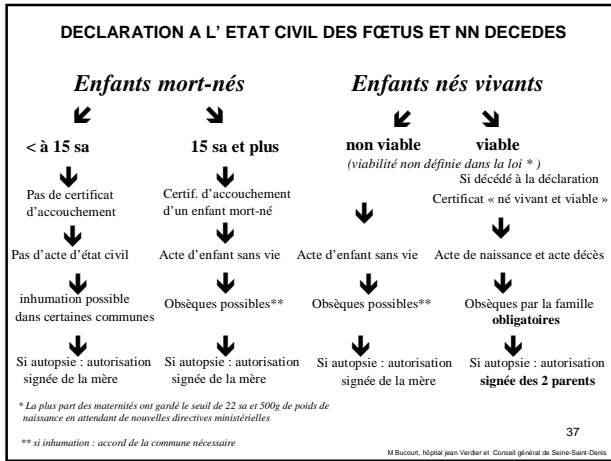 DECLARATION A L’ ETAT CIVIL DES FŒTUS ET NN DECEDES
Enfants mort-nés
Enfants nés vivants
< à 15 sa
15 sa et plus
non viable
viable
(viabilité non définie dans la loi * )
Si décédé à la déclaration
Certificat « né vivant et viable »
Pas de certificat
d’accouchement
Certif. d’accouchement
d’un enfant mort-né
Pas d’acte d’état civil
Acte d’enfant sans vie
Acte d’enfant sans vie
Acte de naissance et acte décès
inhumation possible
dans certaines communes
Obsèques possibles**
Obsèques possibles**
Obsèques par la famille
obligatoires
Si autopsie : autorisation
signée de la mère
Si autopsie : autorisation
signée de la mère
Si autopsie : autorisation
signée de la mère
Si autopsie : autorisation
signée des 2 parents
* La plus part des maternités ont gardé le seuil de 22 sa et 500g de poids de
naissance en attendant de nouvelles directives ministérielles
** si inhumation : accord de la commune nécessaire
37
M Bucourt, hôpital jean Verdier et Conseil général de Seine-Saint-Denis